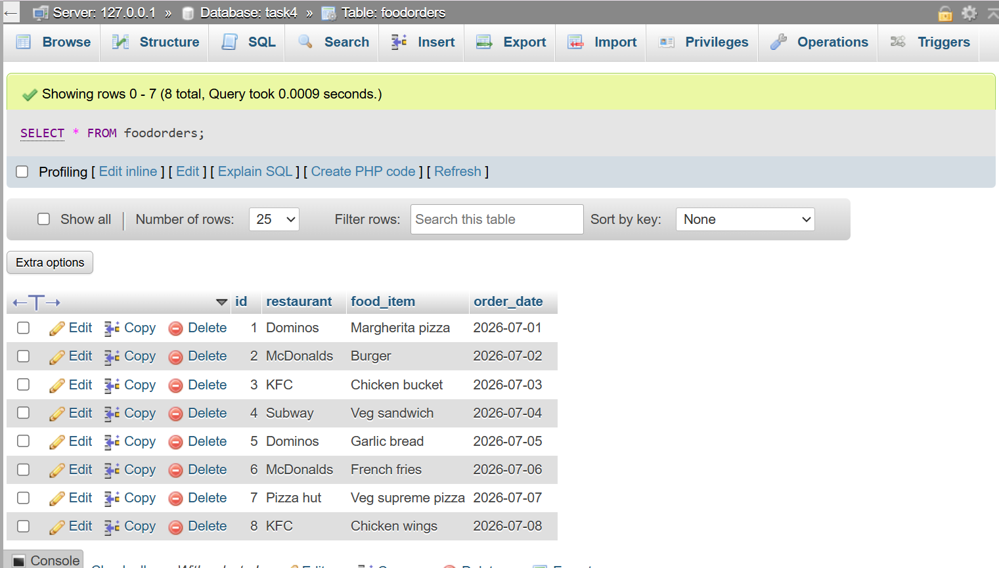 Server: 127.0.0.1 » Database: task4 » Table: foodorders
Browse Structure SQL Search Insert Export Import Privileges Operations Triggers
Showing rows 0 - 7 (8 total, Query took 0.0009 seconds.)
SELECT * FROM foodorders;
Profiling [ Edit inline ] [ Edit ] [ Explain SQL ] [ Create PHP code ] [ Refresh ]
Show all Number of rows: 25 Filter rows: Search this table Sort by key: None
Extra options
id restaurant food_item order_date
Edit Copy Delete 1 Dominos Margherita pizza 2026-07-01
Edit Copy Delete 2 McDonalds Burger 2026-07-02
Edit Copy Delete 3 KFC Chicken bucket 2026-07-03
Edit Copy Delete 4 Subway Veg sandwich 2026-07-04
Edit Copy Delete 5 Dominos Garlic bread 2026-07-05
Edit Copy Delete 6 McDonalds French fries 2026-07-06
Edit Copy Delete 7 Pizza hut Veg supreme pizza 2026-07-07
Edit Copy Delete 8 KFC Chicken wings 2026-07-08
Console